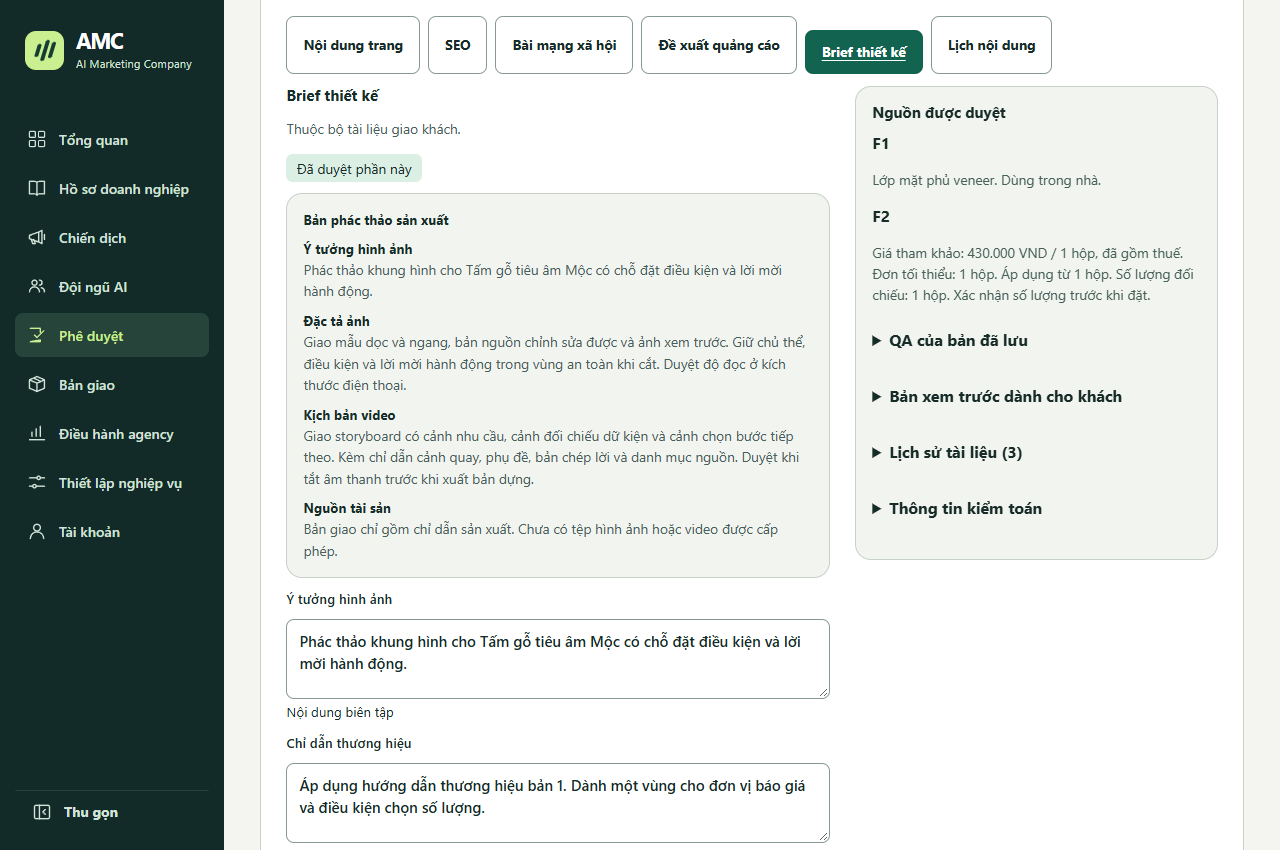 AMC
AI Marketing Company
Tổng quan
Hồ sơ doanh nghiệp
Chiến dịch
Đội ngũ AI
Phê duyệt
Bản giao
Điều hành agency
Thiết lập nghiệp vụ
Tài khoản
Thu gọn
Nội dung trang
SEO
Bài mạng xã hội
Đề xuất quảng cáo
Brief thiết kế
Lịch nội dung
Brief thiết kế
Thuộc bộ tài liệu giao khách.
Đã duyệt phần này
Bản phác thảo sản xuất
Ý tưởng hình ảnh
Phác thảo khung hình cho Tấm gỗ tiêu âm Mộc có chỗ đặt điều kiện và lời mời
hành động.
Đặc tả ảnh
Giao mẫu dọc và ngang, bản nguồn chỉnh sửa được và ảnh xem trước. Giữ chủ thể,
điều kiện và lời mời hành động trong vùng an toàn khi cắt. Duyệt độ đọc ở kích
thước điện thoại.
Kịch bản video
Giao storyboard có cảnh nhu cầu, cảnh đối chiếu dữ kiện và cảnh chọn bước tiếp
theo. Kèm chỉ dẫn cảnh quay, phụ đề, bản chép lời và danh mục nguồn. Duyệt khi
tắt âm thanh trước khi xuất bản dựng.
Nguồn tài sản
Bản giao chỉ gồm chỉ dẫn sản xuất. Chưa có tệp hình ảnh hoặc video được cấp
phép.
Ý tưởng hình ảnh
Phác thảo khung hình cho Tấm gỗ tiêu âm Mộc có chỗ đặt điều kiện và lời
mời hành động.
Nội dung biên tập
Chỉ dẫn thương hiệu
Áp dụng hướng dẫn thương hiệu bản 1. Dành một vùng cho đơn vị báo giá
và điều kiện chọn số lượng.
Nguồn được duyệt
F1
Lớp mặt phủ veneer. Dùng trong nhà.
F2
Giá tham khảo: 430.000 VND / 1 hộp, đã gồm thuế.
Đơn tối thiểu: 1 hộp. Áp dụng từ 1 hộp. Số lượng đối
chiếu: 1 hộp. Xác nhận số lượng trước khi đặt.
QA của bản đã lưu
Bản xem trước dành cho khách
Lịch sử tài liệu (3)
Thông tin kiểm toán